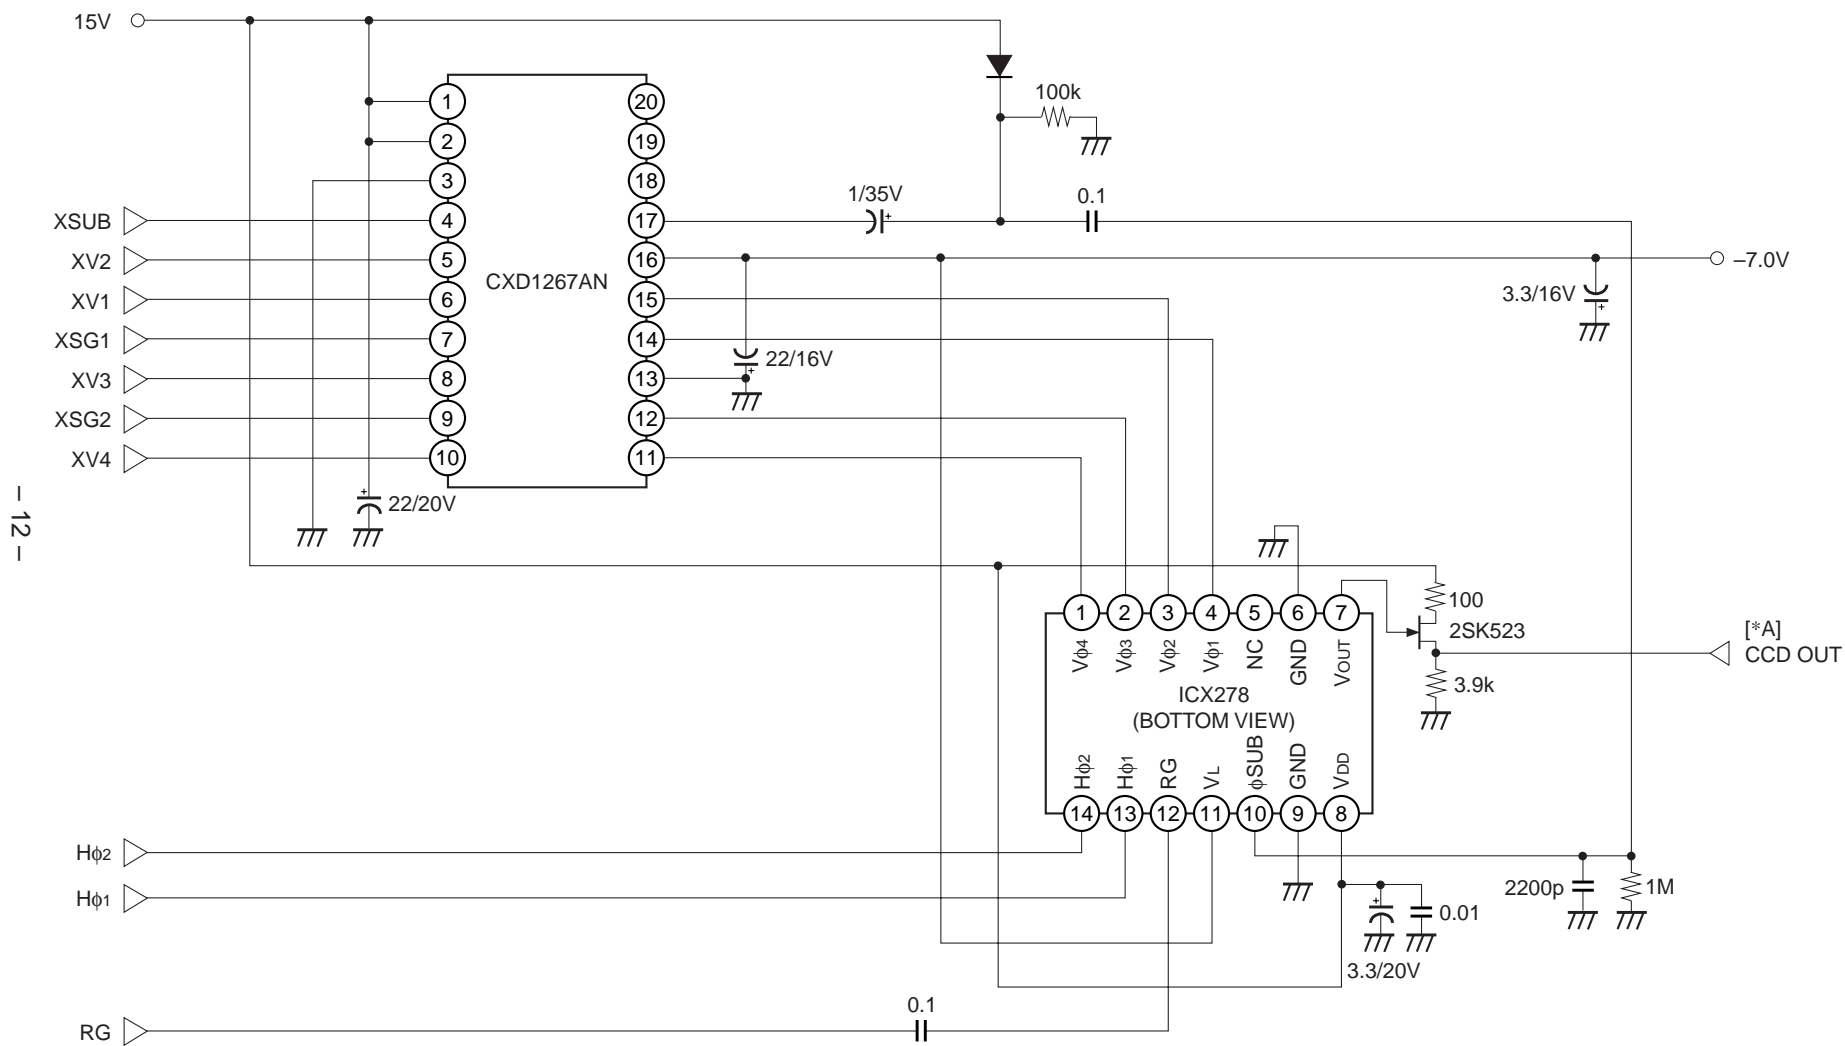 15V
1
2
3
4
5
6
7
8
9
10
20
19
18
17
16
15
14
13
12
11
CXD1267AN
XSUB
XV2
XV1
XSG1
XV3
XSG2
XV4
100k
1/35V
+
0.1
–7.0V
3.3/16V
+
22/16V
+
+
22/20V
– 12 –
100
2SK523
[*A]
CCD OUT
3.9k
1
2
3
4
5
6
7
Vϕ4
Vϕ3
Vϕ2
Vϕ1
NC
GND
VOUT
ICX278
(BOTTOM VIEW)
Hϕ2
Hϕ1
RG
VL
ϕSUB
GND
VDD
14
13
12
11
10
9
8
Hϕ2
Hϕ1
2200p
1M
+
0.01
3.3/20V
0.1
RG